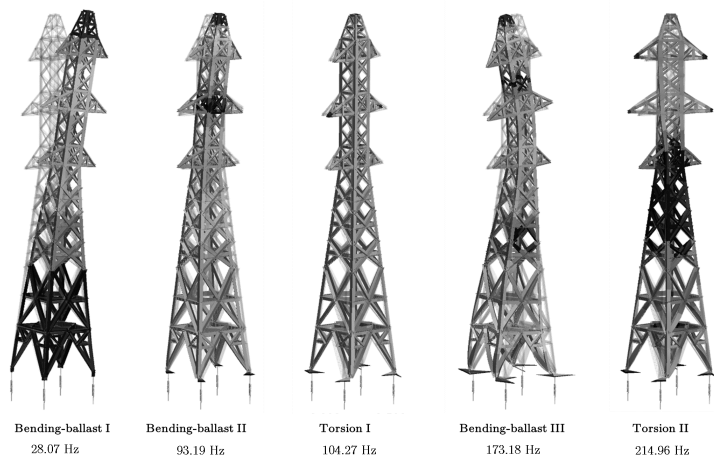 Bending-ballast I Bending-ballast II Torsion I Bending-ballast III Torsion II
28.07 Hz 93.19 Hz 104.27 Hz 173.18 Hz 214.96 Hz